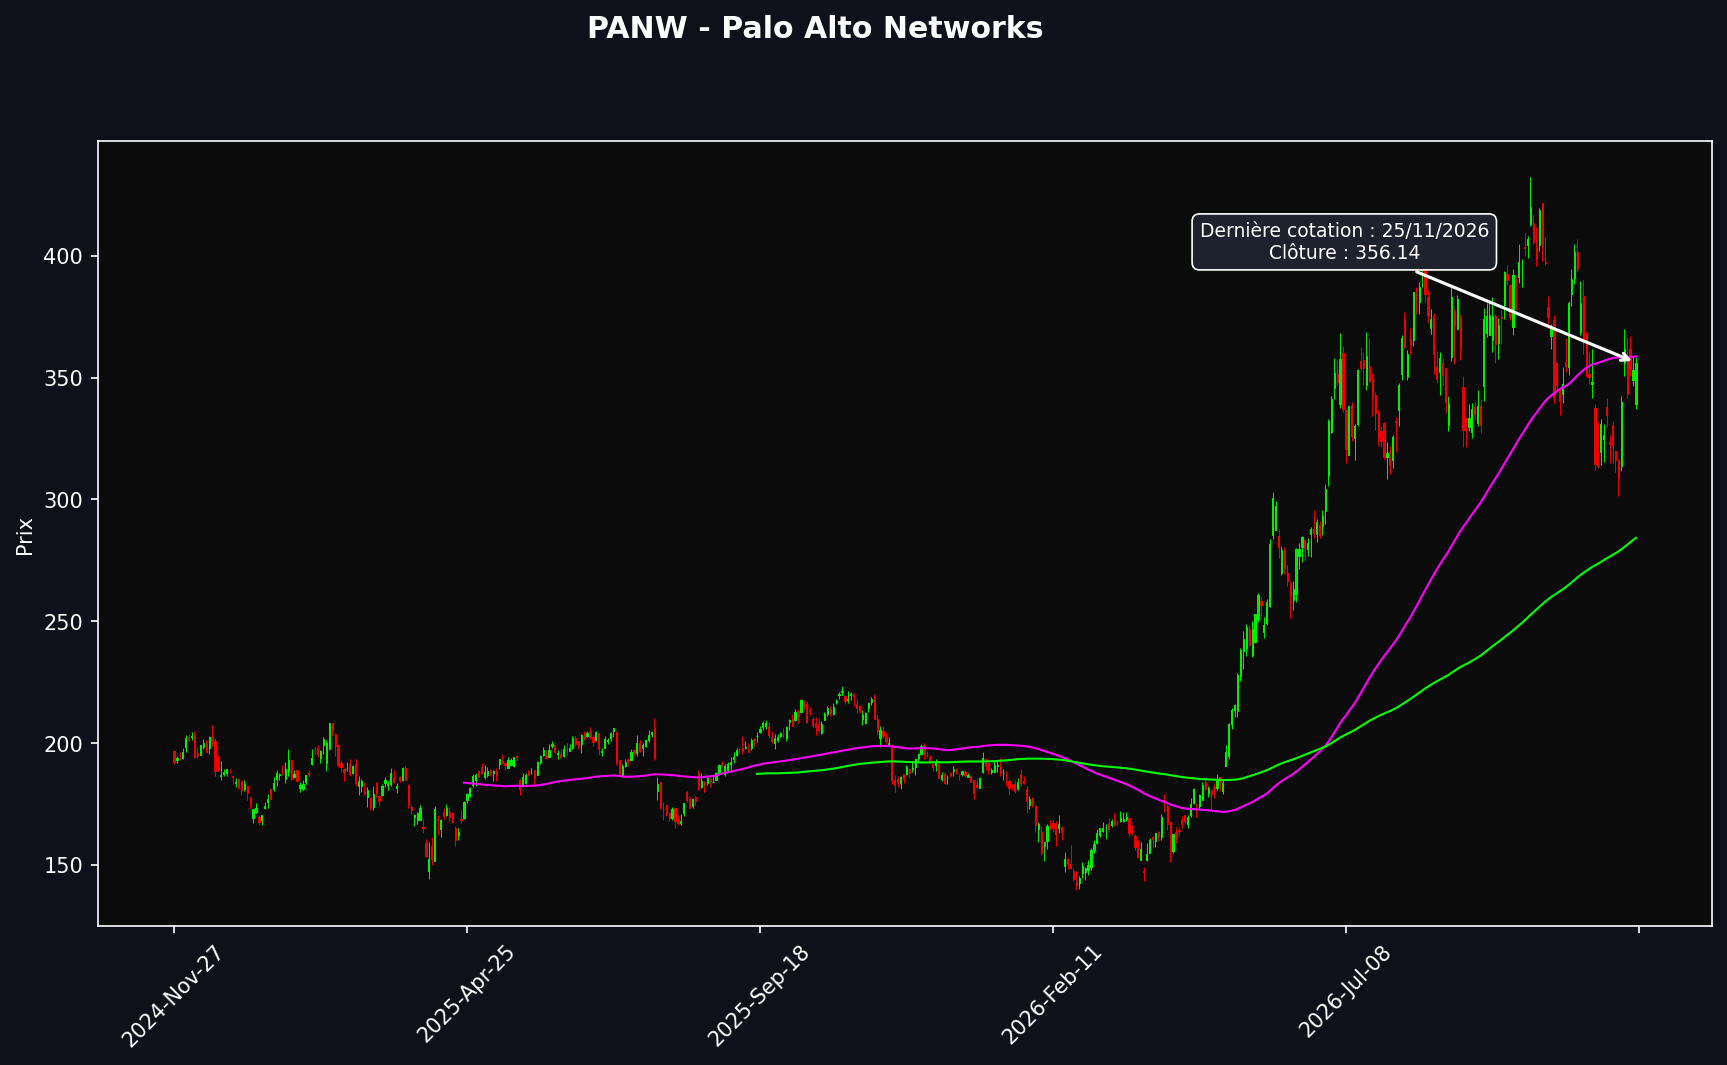 PANW - Palo Alto Networks
Dernière cotation : 25/11/2026
Clôture : 356.14
Prix
400
350
300
250
200
150
2024-Nov-27
2025-Apr-25
2025-Sep-18
2026-Feb-11
2026-Jul-08